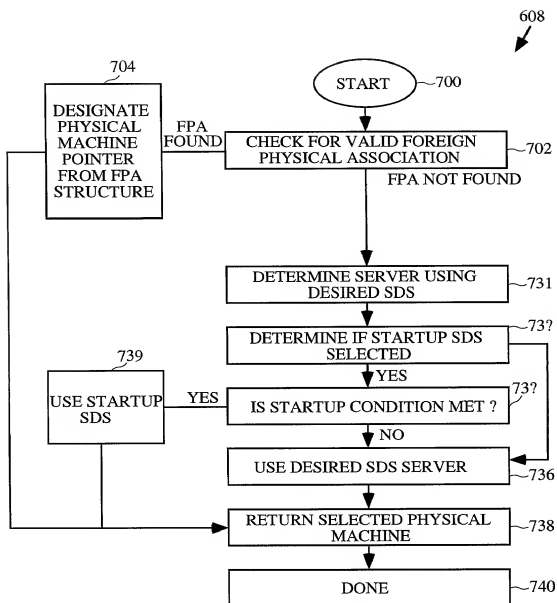 608
704
START
700
DESIGNATE
PHYSICAL
MACHINE
POINTER
FROM FPA
STRUCTURE
FPA
FOUND
CHECK FOR VALID FOREIGN
PHYSICAL ASSOCIATION
702
FPA NOT FOUND
DETERMINE SERVER USING
DESIRED SDS
731
73?
DETERMINE IF STARTUP SDS
SELECTED
739
YES
73?
USE STARTUP
SDS
YES
IS STARTUP CONDITION MET ?
NO
USE DESIRED SDS SERVER
736
RETURN SELECTED PHYSICAL
MACHINE
738
DONE
740